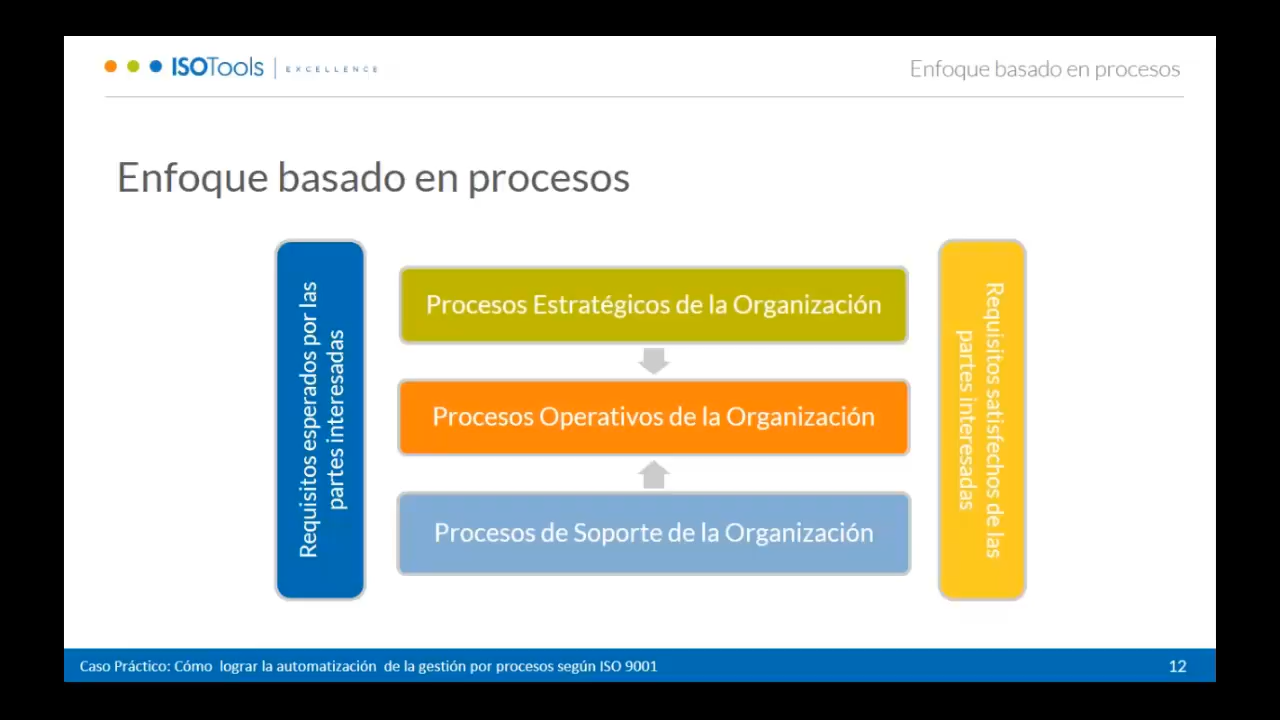 ISOTools | EXCELLENCE
Enfoque basado en procesos
Enfoque basado en procesos
Requisitos esperados por las
partes interesadas
Procesos Estratégicos de la Organización
Procesos Operativos de la Organización
Procesos de Soporte de la Organización
Requisitos satisfechos de las
partes interesadas
Caso Práctico: Cómo lograr la automatización de la gestión por procesos según ISO 9001
12